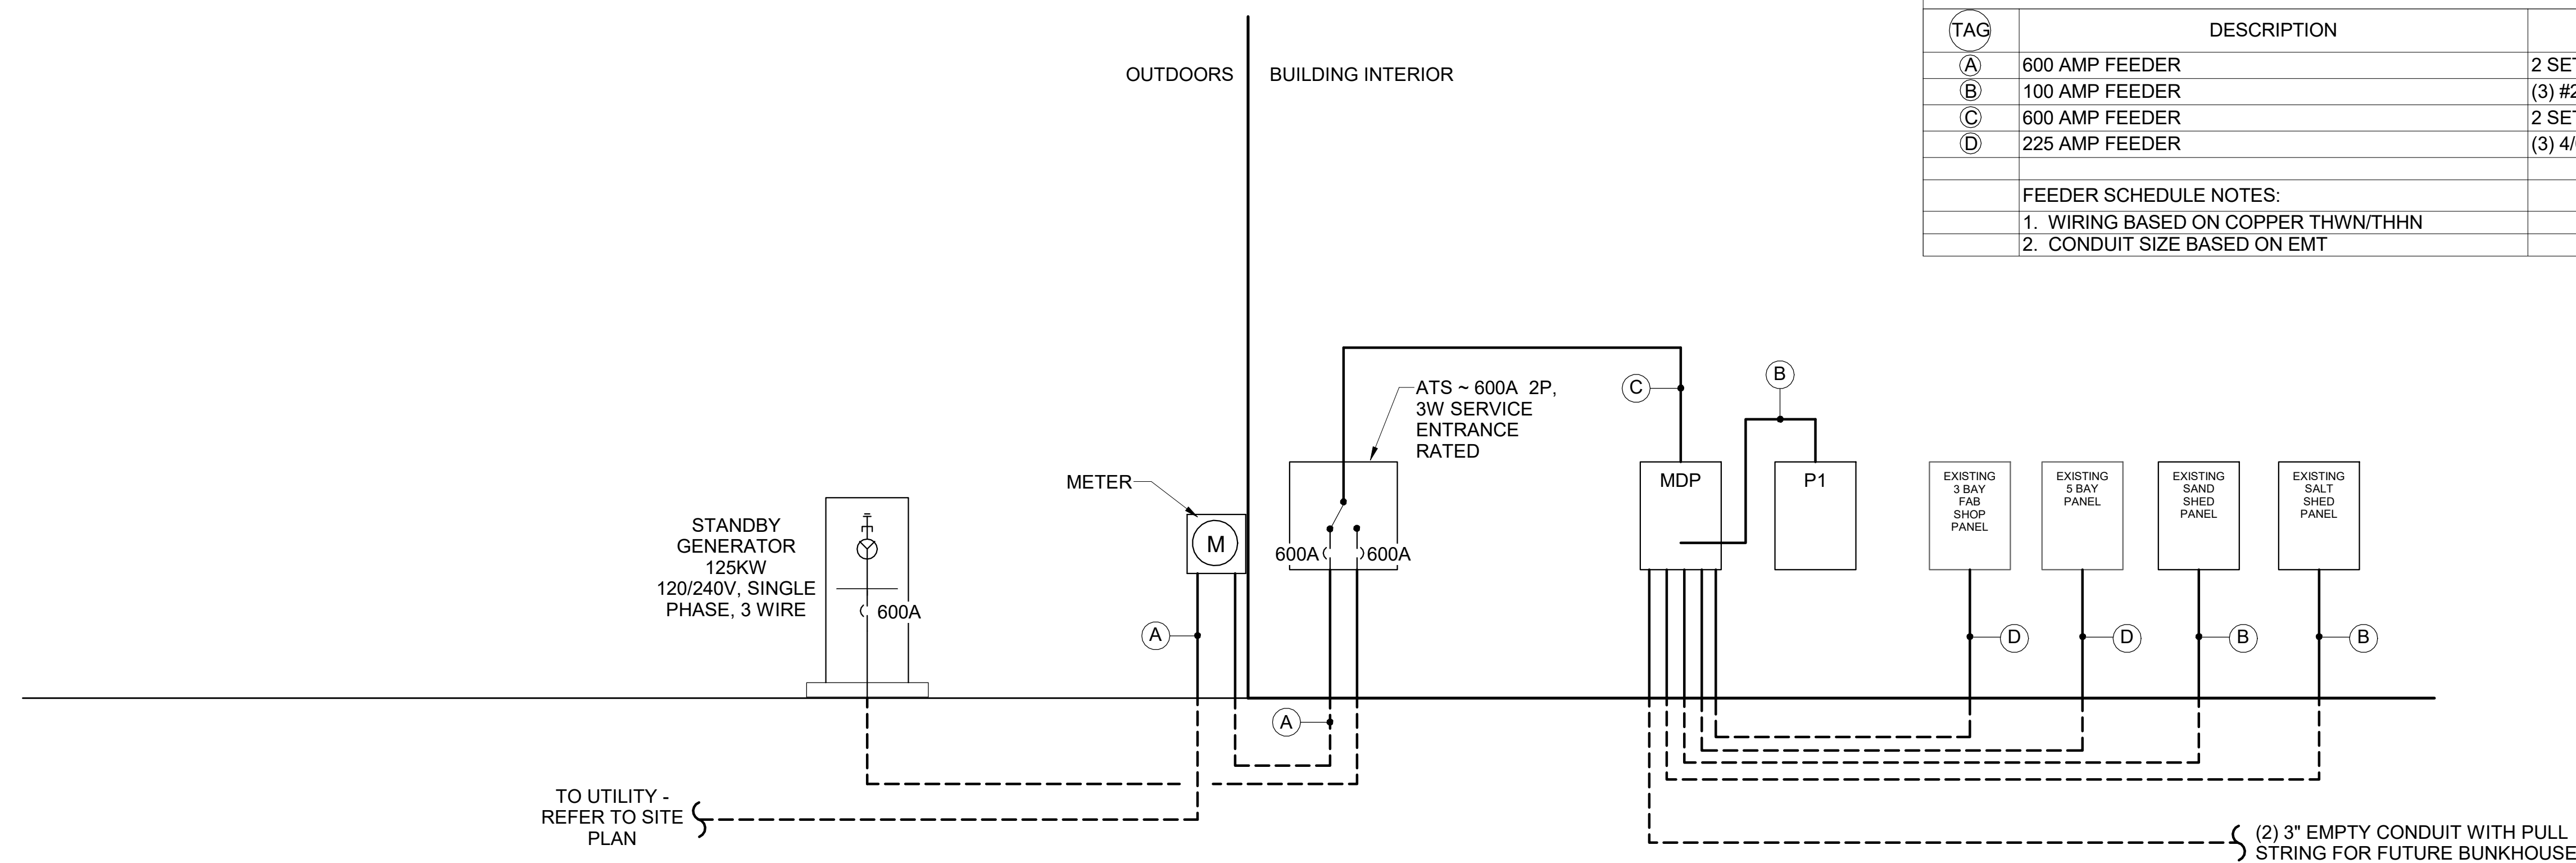 TAG DESCRIPTION
A 600 AMP FEEDER 2 SET
B 100 AMP FEEDER (3) #2
C 600 AMP FEEDER 2 SET
D 225 AMP FEEDER (3) 4/
FEEDER SCHEDULE NOTES:
1. WIRING BASED ON COPPER THWN/THHN
2. CONDUIT SIZE BASED ON EMT
OUTDOORS
BUILDING INTERIOR
ATS ~ 600A 2P,
3W SERVICE
ENTRANCE
RATED
C
B
METER
M
600A
600A
MDP
P1
EXISTING
3 BAY
FAB
SHOP
PANEL
EXISTING
5 BAY
PANEL
EXISTING
SAND
SHED
PANEL
EXISTING
SALT
SHED
PANEL
STANDBY
GENERATOR
125KW
120/240V, SINGLE
PHASE, 3 WIRE
600A
A
D
D
B
B
A
TO UTILITY -
REFER TO SITE
PLAN
(2) 3" EMPTY CONDUIT WITH PULL
STRING FOR FUTURE BUNKHOUSE